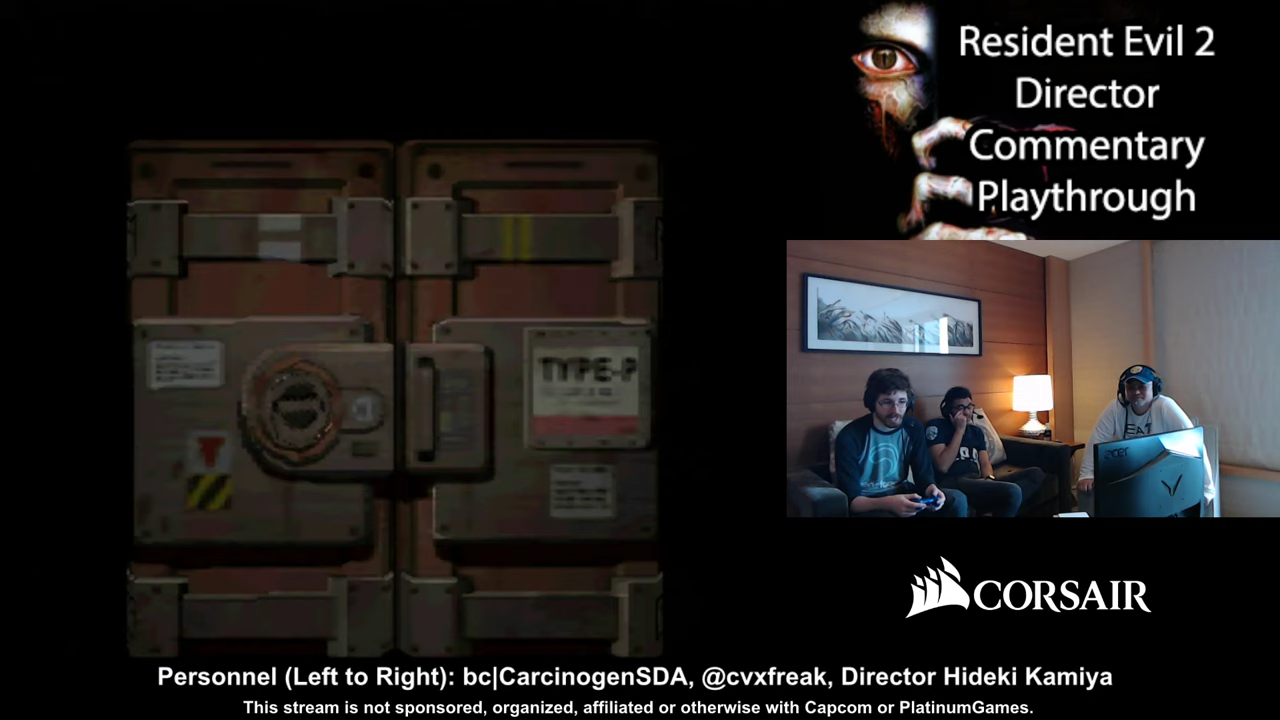 Resident Evil 2
Director
Commentary
Playthrough
TYPE-P
acer
CORSAIR
Personnel (Left to Right): bc|CarcinogenSDA, @cvxfreak, Director Hideki Kamiya
This stream is not sponsored, organized, affiliated or otherwise with Capcom or PlatinumGames.